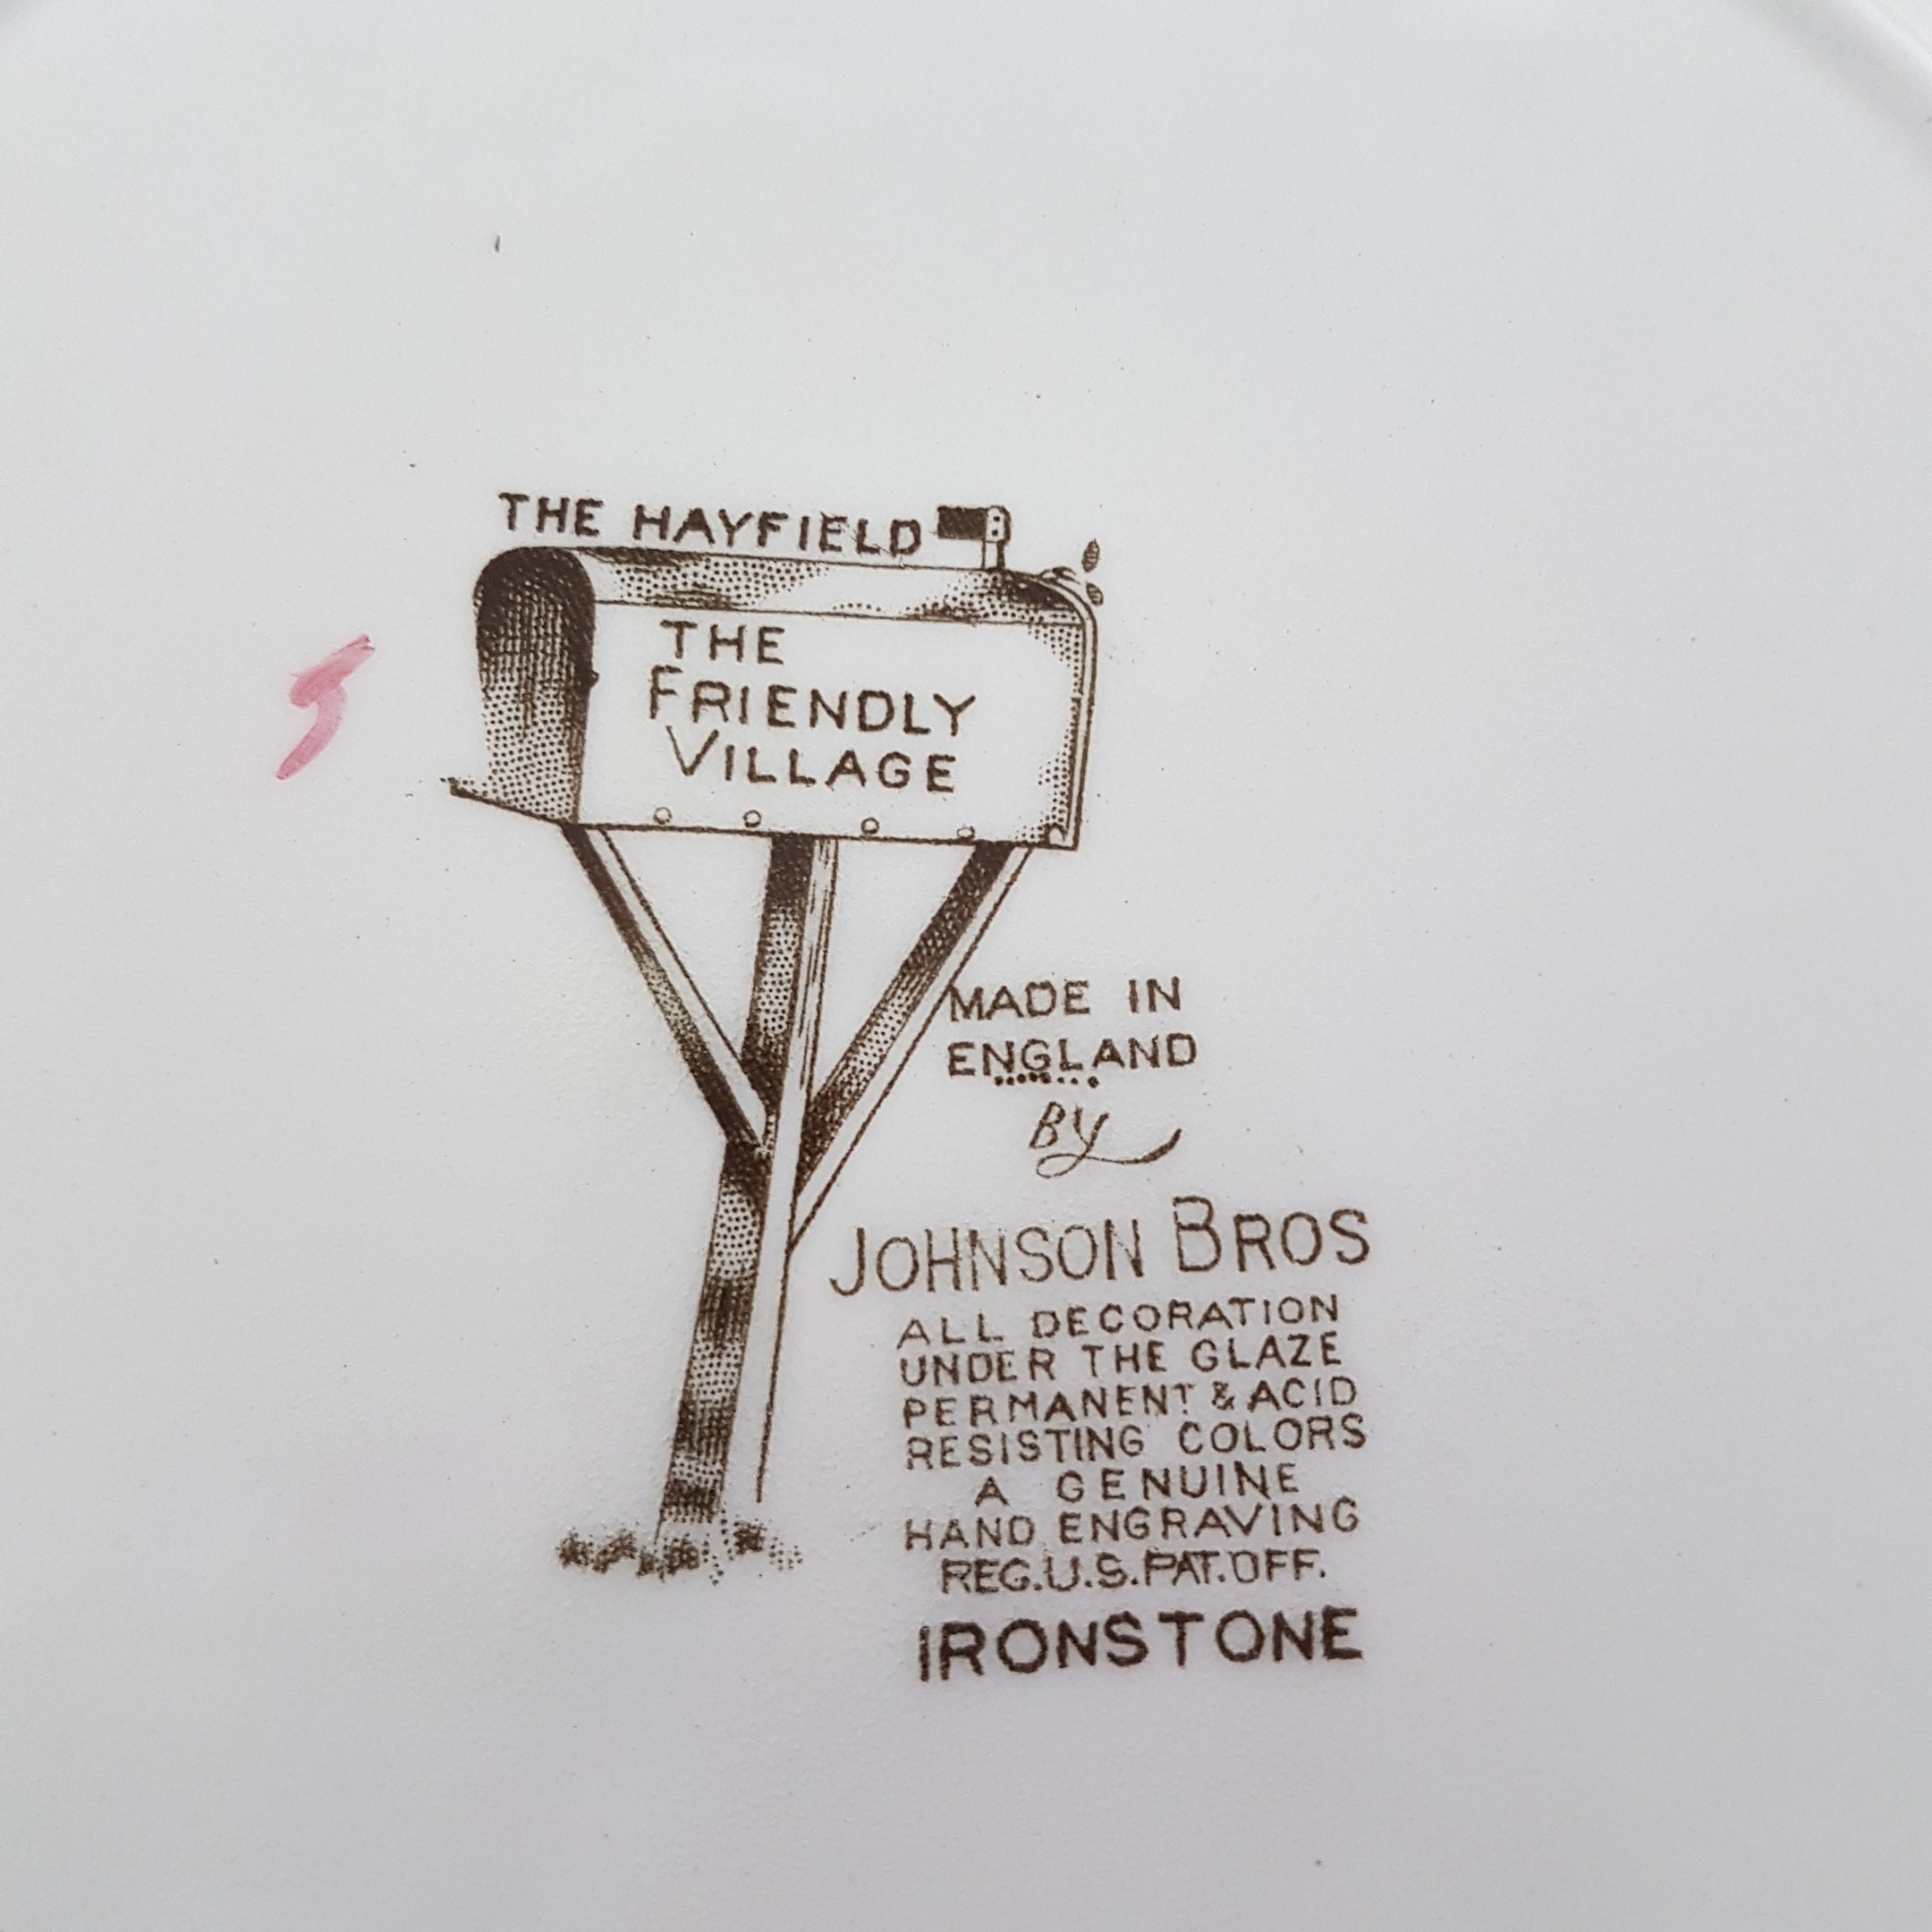 THE HAYFIELD
THE
FRIENDLY
VILLAGE
MADE IN
ENGLAND
BY
JOHNSON BROS
ALL DECORATION
UNDER THE GLAZE
PERMANENT & ACID
RESISTING COLORS
A GENUINE
HAND ENGRAVING
REG.U.S.PAT.OFF.
IRONSTONE